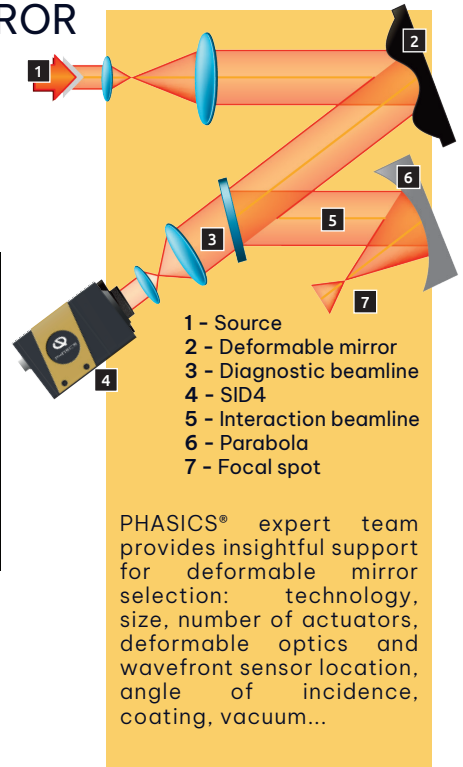 ROR
1
2
6
5
3
7
4
PHASICS
1 - Source
2 - Deformable mirror
3 - Diagnostic beamline
4 - SID4
5 - Interaction beamline
6 - Parabola
7 - Focal spot
PHASICS® expert team
provides insightful support
for deformable mirror
selection: technology,
size, number of actuators,
deformable optics and
wavefront sensor location,
angle of incidence,
coating, vacuum...